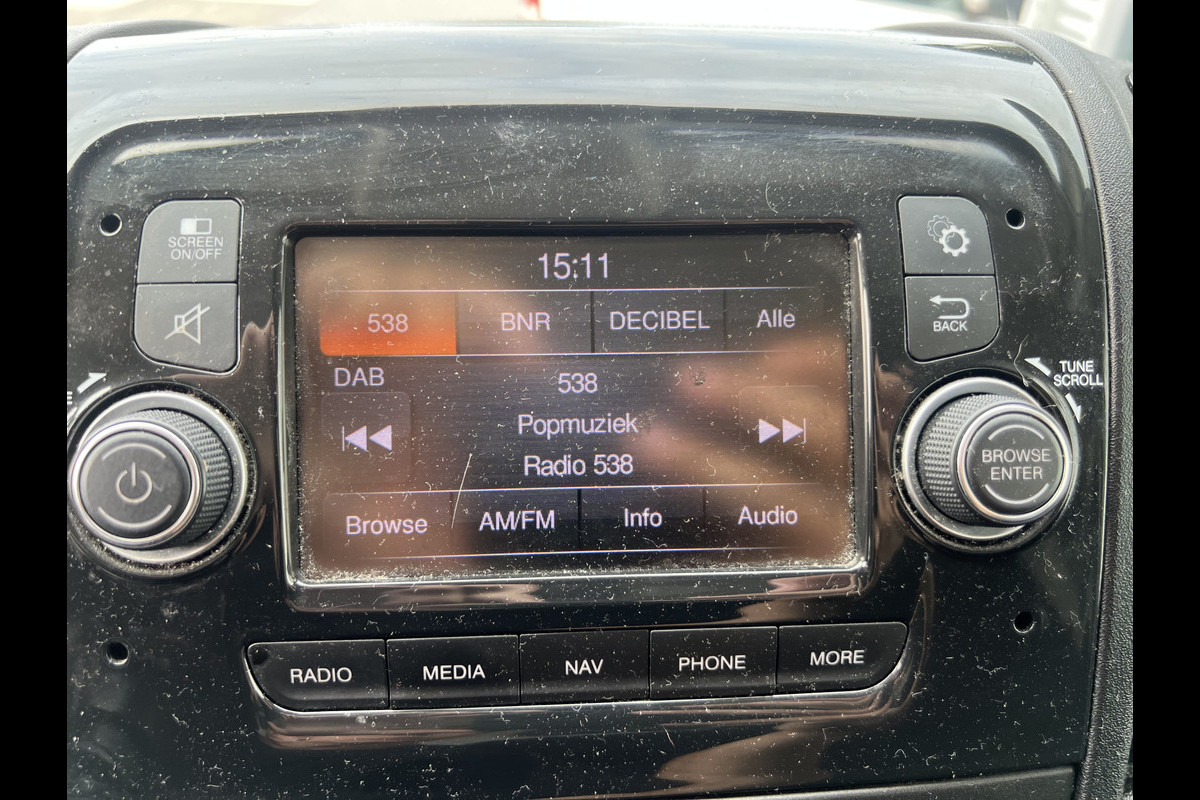 SCREEN
ON/OFF
15:11
538 BNR DECIBEL Alle
BACK
DAB
538
TUNE
SCROLL
Popmuziek
Radio 538
BROWSE
ENTER
Browse AM/FM Info Audio
RADIO MEDIA NAV PHONE MORE